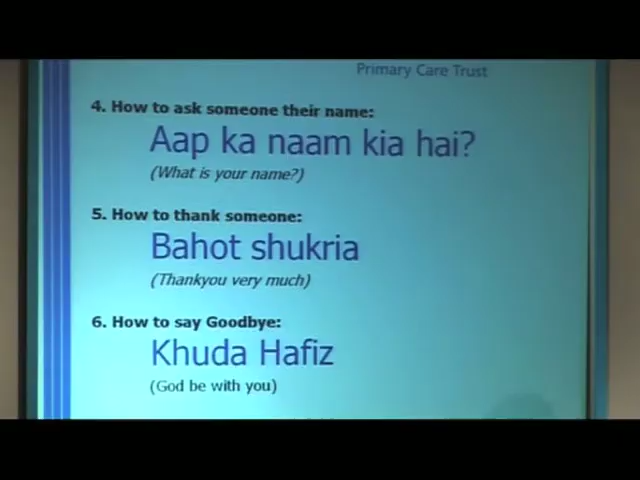 Primary Care Trust
4. How to ask someone their name:
Aap ka naam kia hai?
(What is your name?)
5. How to thank someone:
Bahot shukria
(Thankyou very much)
6. How to say Goodbye:
Khuda Hafiz
(God be with you)